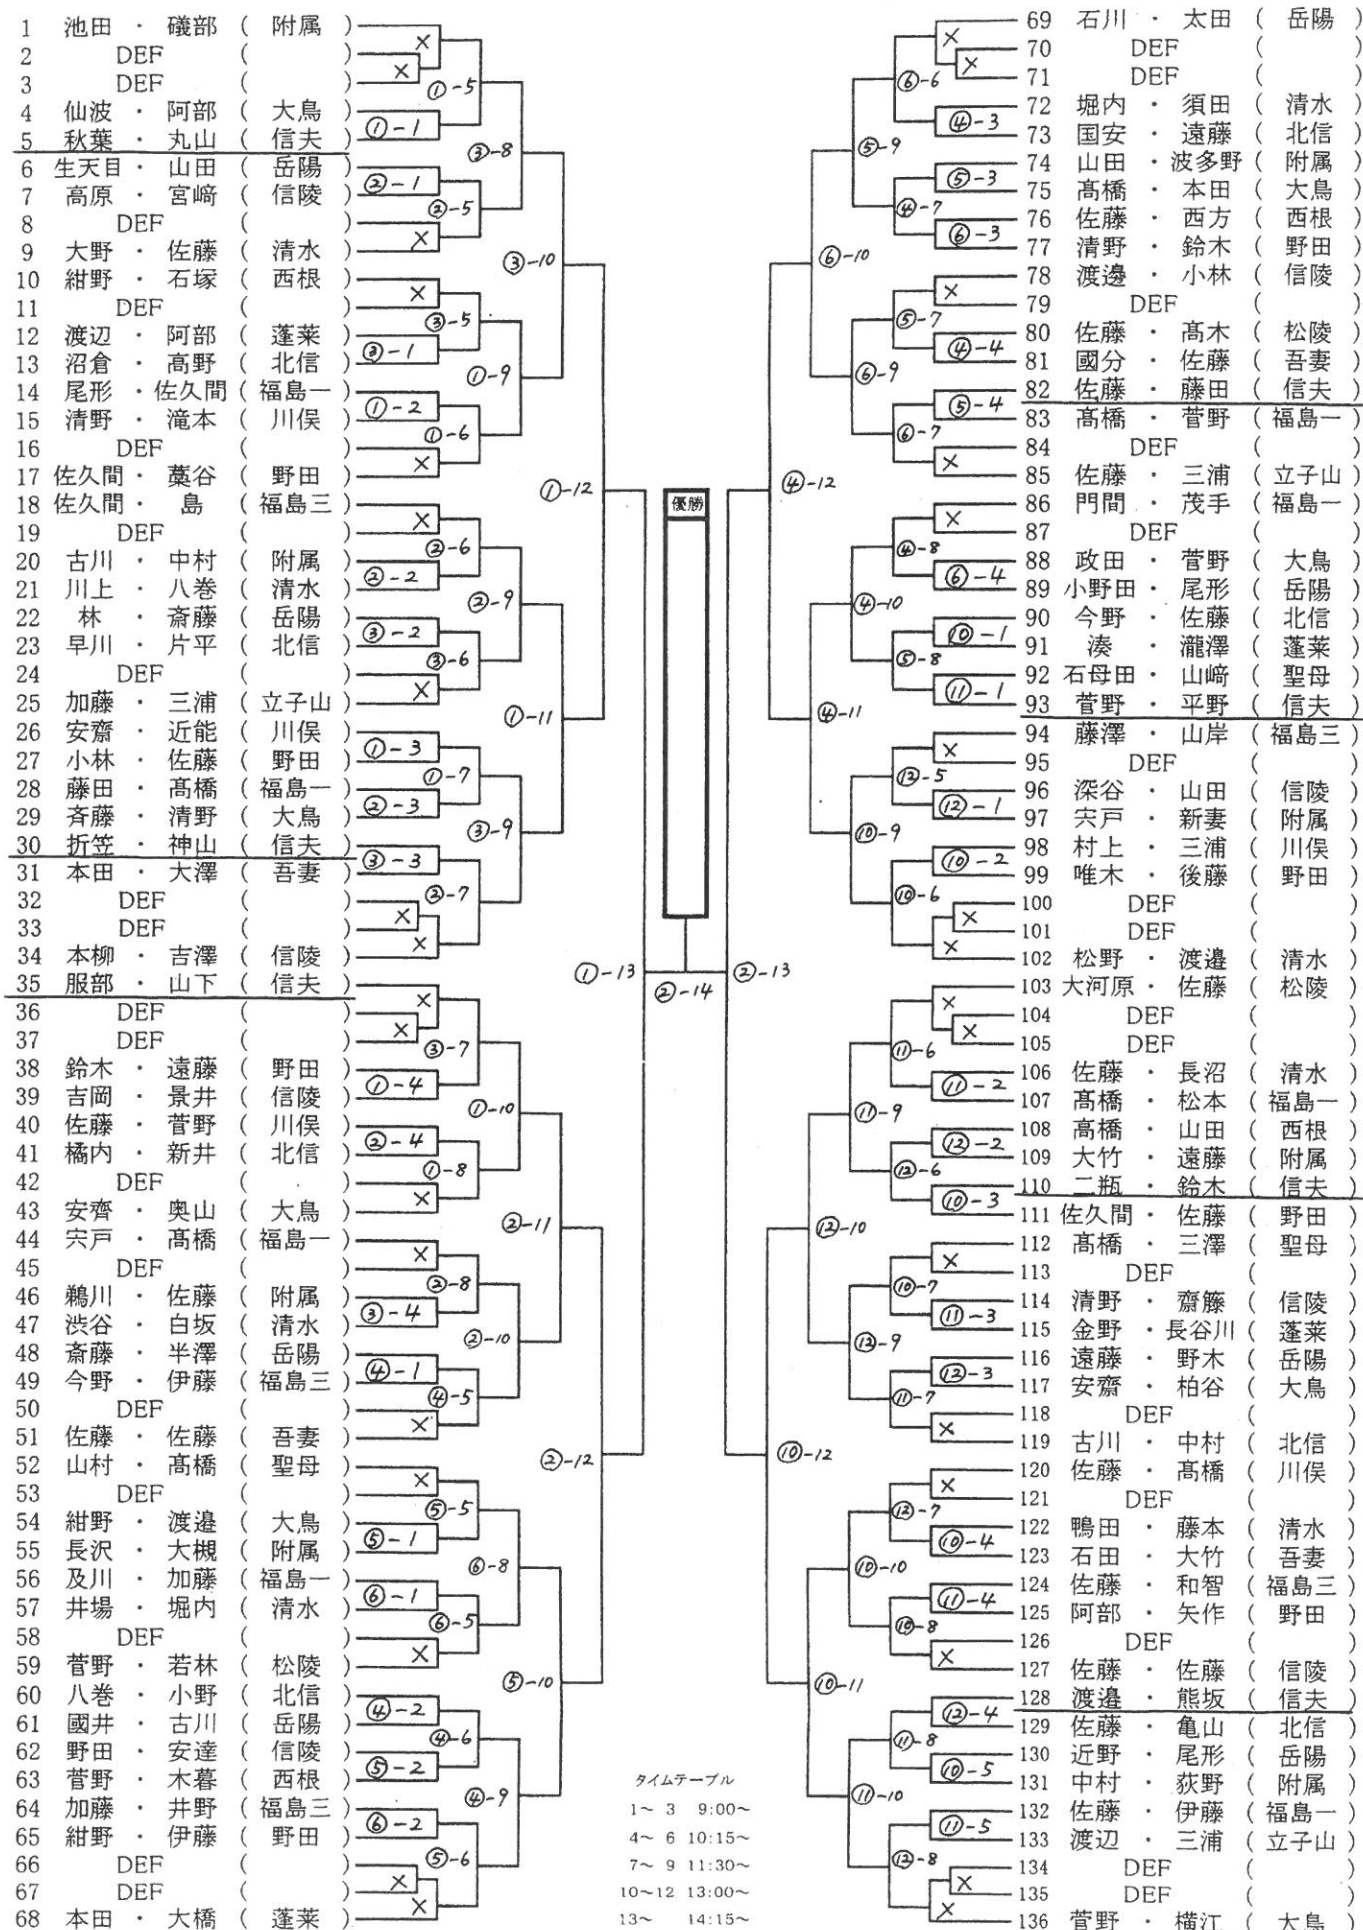 1 池田 ・ 磯部 ( 附属 )
2 DEF ( )
3 DEF ( )
4 仙波 ・ 阿部 ( 大鳥 )
5 秋葉 ・ 丸山 ( 信夫 )
6 生天目 ・ 山田 ( 岳陽 )
7 高原 ・ 宮﨑 ( 信陵 )
8 DEF ( )
9 大野 ・ 佐藤 ( 清水 )
10 紺野 ・ 石塚 ( 西根 )
11 DEF ( )
12 渡辺 ・ 阿部 ( 蓬莱 )
13 沼倉 ・ 高野 ( 北信 )
14 尾形 ・ 佐久間 ( 福島一 )
15 清野 ・ 滝本 ( 川俣 )
16 DEF ( )
17 佐久間 ・ 藁谷 ( 野田 )
18 佐久間 ・ 島 ( 福島三 )
19 DEF ( )
20 古川 ・ 中村 ( 附属 )
21 川上 ・ 八巻 ( 清水 )
22 林 ・ 斎藤 ( 岳陽 )
23 早川 ・ 片平 ( 北信 )
24 DEF ( )
25 加藤 ・ 三浦 ( 立子山 )
26 安齋 ・ 近能 ( 川俣 )
27 小林 ・ 佐藤 ( 野田 )
28 藤田 ・ 髙橋 ( 福島一 )
29 斉藤 ・ 清野 ( 大鳥 )
30 折笠 ・ 神山 ( 信夫 )
31 本田 ・ 大澤 ( 吾妻 )
32 DEF ( )
33 DEF ( )
34 本柳 ・ 吉澤 ( 信陵 )
35 服部 ・ 山下 ( 信夫 )
36 DEF ( )
37 DEF ( )
38 鈴木 ・ 遠藤 ( 野田 )
39 吉岡 ・ 景井 ( 信陵 )
40 佐藤 ・ 菅野 ( 川俣 )
41 橘内 ・ 新井 ( 北信 )
42 DEF ( )
43 安齊 ・ 奥山 ( 大鳥 )
44 宍戸 ・ 髙橋 ( 福島一 )
45 DEF ( )
46 鵜川 ・ 佐藤 ( 附属 )
47 渋谷 ・ 白坂 ( 清水 )
48 斎藤 ・ 半澤 ( 岳陽 )
49 今野 ・ 伊藤 ( 福島三 )
50 DEF ( )
51 佐藤 ・ 佐藤 ( 吾妻 )
52 山村 ・ 髙橋 ( 聖母 )
53 DEF ( )
54 紺野 ・ 渡邉 ( 大鳥 )
55 長沢 ・ 大槻 ( 附属 )
56 及川 ・ 加藤 ( 福島一 )
57 井場 ・ 堀内 ( 清水 )
58 DEF ( )
59 菅野 ・ 若林 ( 松陵 )
60 八巻 ・ 小野 ( 北信 )
61 國井 ・ 古川 ( 岳陽 )
62 野田 ・ 安達 ( 信陵 )
63 菅野 ・ 木暮 ( 西根 )
64 加藤 ・ 井野 ( 福島三 )
65 紺野 ・ 伊藤 ( 野田 )
66 DEF ( )
67 DEF ( )
68 本田 ・ 大橋 ( 蓬莱 )
× × ①-1 ②-1 × × ③-1 ①-2 × × ②-2 ③-2 × ①-3 ②-3 ③-3 × ×
× × ①-4 ②-4 × × ③-4 ④-1 × × ⑤-1 ⑥-1 × ④-2 ⑤-2 ⑥-2 × ×
①-5 ②-5 ③-5 ①-6 ②-6 ③-6 ①-7 ②-7
③-7 ①-8 ②-8 ④-5 ⑤-5 ⑥-5 ④-6 ⑤-6
③-8 ①-9 ②-9 ③-9 ①-10 ②-10 ⑥-8 ④-9
③-10 ①-11 ②-11 ⑤-10
①-12 ②-12
①-13
優勝
②-14
②-13
④-12 ⑩-12
⑥-10 ④-11 ⑫-10 ⑩-11
⑤-9 ⑥-9 ④-10 ⑩-9 ⑪-9 ⑫-9 ⑩-10 ⑪-10
⑥-6 ④-7 ⑤-7 ⑥-7 ④-8 ⑤-8 ⑫-5 ⑩-6
⑪-6 ⑫-6 ⑩-7 ⑪-7 ⑫-7 ⑩-8 ⑪-8 ⑫-8
× × ④-3 ⑤-3 ⑥-3 × ④-4 ⑤-4 × × ⑥-4 ⑩-1 ⑪-1 × ⑫-1 ⑩-2 × ×
× × ⑪-2 ⑫-2 ⑩-3 × ⑪-3 ⑫-3 × × ⑩-4 ⑪-4 × ⑫-4 ⑩-5 ⑪-5 × ×
69 石川 ・ 太田 ( 岳陽 )
70 DEF ( )
71 DEF ( )
72 堀内 ・ 須田 ( 清水 )
73 国安 ・ 遠藤 ( 北信 )
74 山田 ・ 波多野 ( 附属 )
75 髙橋 ・ 本田 ( 大鳥 )
76 佐藤 ・ 西方 ( 西根 )
77 清野 ・ 鈴木 ( 野田 )
78 渡邊 ・ 小林 ( 信陵 )
79 DEF ( )
80 佐藤 ・ 髙木 ( 松陵 )
81 國分 ・ 佐藤 ( 吾妻 )
82 佐藤 ・ 藤田 ( 信夫 )
83 髙橋 ・ 菅野 ( 福島一 )
84 DEF ( )
85 佐藤 ・ 三浦 ( 立子山 )
86 門間 ・ 茂手 ( 福島一 )
87 DEF ( )
88 政田 ・ 菅野 ( 大鳥 )
89 小野田 ・ 尾形 ( 岳陽 )
90 今野 ・ 佐藤 ( 北信 )
91 湊 ・ 瀧澤 ( 蓬莱 )
92 石母田 ・ 山﨑 ( 聖母 )
93 菅野 ・ 平野 ( 信夫 )
94 藤澤 ・ 山岸 ( 福島三 )
95 DEF ( )
96 深谷 ・ 山田 ( 信陵 )
97 宍戸 ・ 新妻 ( 附属 )
98 村上 ・ 三浦 ( 川俣 )
99 唯木 ・ 後藤 ( 野田 )
100 DEF ( )
101 DEF ( )
102 松野 ・ 渡邉 ( 清水 )
103 大河原 ・ 佐藤 ( 松陵 )
104 DEF ( )
105 DEF ( )
106 佐藤 ・ 長沼 ( 清水 )
107 髙橋 ・ 松本 ( 福島一 )
108 高橋 ・ 山田 ( 西根 )
109 大竹 ・ 遠藤 ( 附属 )
110 二瓶 ・ 鈴木 ( 信夫 )
111 佐久間 ・ 佐藤 ( 野田 )
112 髙橋 ・ 三澤 ( 聖母 )
113 DEF ( )
114 清野 ・ 齋籐 ( 信陵 )
115 金野 ・ 長谷川 ( 蓬莱 )
116 遠藤 ・ 野木 ( 岳陽 )
117 安齋 ・ 柏谷 ( 大鳥 )
118 DEF ( )
119 古川 ・ 中村 ( 北信 )
120 佐藤 ・ 髙橋 ( 川俣 )
121 DEF ( )
122 鴨田 ・ 藤本 ( 清水 )
123 石田 ・ 大竹 ( 吾妻 )
124 佐藤 ・ 和智 ( 福島三 )
125 阿部 ・ 矢作 ( 野田 )
126 DEF ( )
127 佐藤 ・ 佐藤 ( 信陵 )
128 渡邉 ・ 熊坂 ( 信夫 )
129 佐藤 ・ 亀山 ( 北信 )
130 近野 ・ 尾形 ( 岳陽 )
131 中村 ・ 荻野 ( 附属 )
132 佐藤 ・ 伊藤 ( 福島一 )
133 渡辺 ・ 三浦 ( 立子山 )
134 DEF ( )
135 DEF ( )
136 菅野 ・ 横江 ( 大鳥 )
タイムテーブル
1~ 3 9:00~
4~ 6 10:15~
7~ 9 11:30~
10~12 13:00~
13~ 14:15~